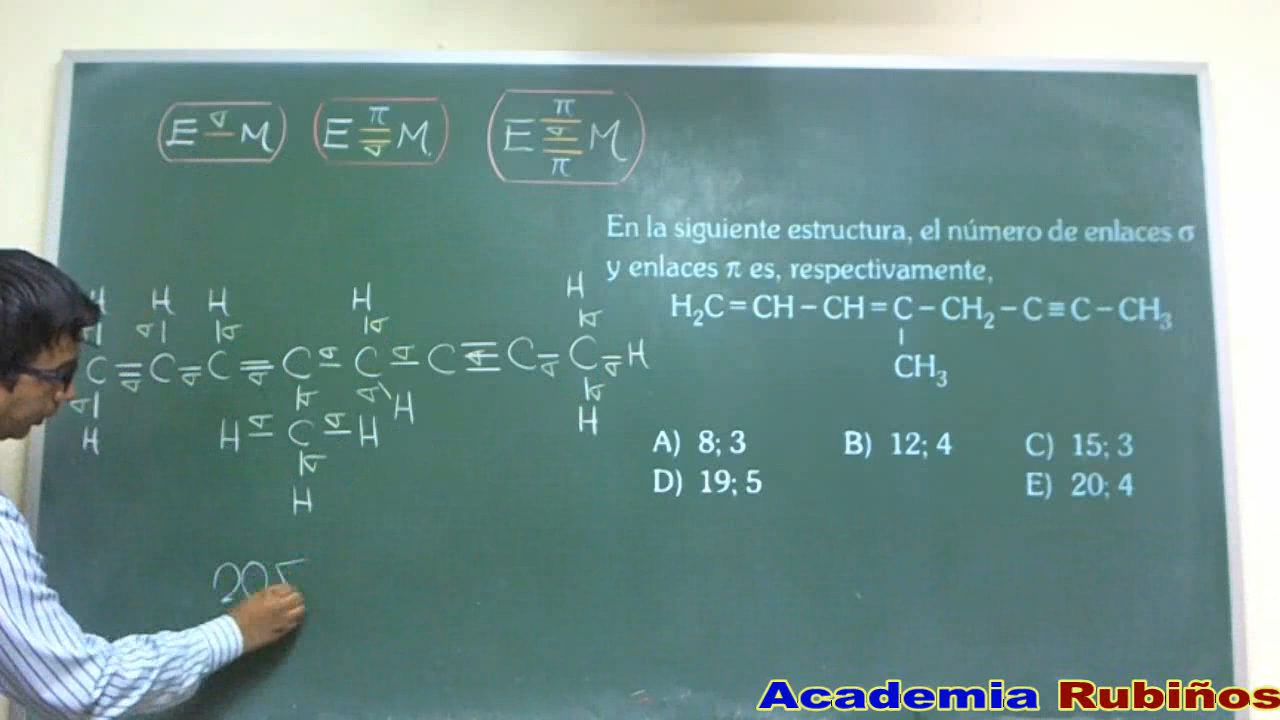 E σ M   E π σ M   E π σ π M
En la siguiente estructura, el número de enlaces σ
y enlaces π es, respectivamente,
H₂C=CH–CH=C–CH₂–C≡C–CH₃
CH₃
A) 8; 3   B) 12; 4   C) 15; 3
D) 19; 5   E) 20; 4
H H H H H
σ σ σ σ σ
C σ C σ C σ C σ C σ C σ C σ C σ H
σ σ σ σ H
H H σ C σ H H
σ
H
20σ
Academia Rubiños